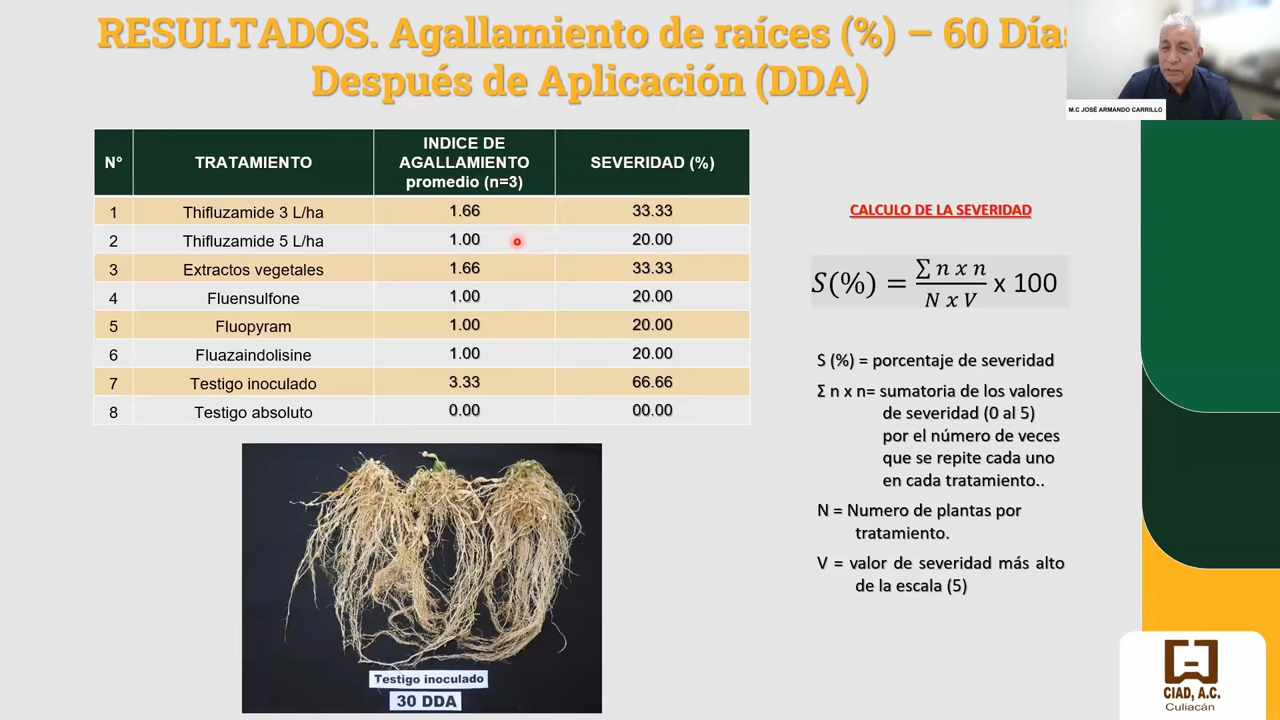 RESULTADOS. Agallamiento de raíces (%) – 60 Días
Después de Aplicación (DDA)
M.C JOSÉ ARMANDO CARRILLO
N° TRATAMIENTO INDICE DE AGALLAMIENTO promedio (n=3) SEVERIDAD (%)
1 Thifluzamide 3 L/ha 1.66 33.33
2 Thifluzamide 5 L/ha 1.00 20.00
3 Extractos vegetales 1.66 33.33
4 Fluensulfone 1.00 20.00
5 Fluopyram 1.00 20.00
6 Fluazaindolisine 1.00 20.00
7 Testigo inoculado 3.33 66.66
8 Testigo absoluto 0.00 00.00
CALCULO DE LA SEVERIDAD
S(%) = ∑ n x n / N x V x 100
S (%) = porcentaje de severidad
Σ n x n= sumatoria de los valores
de severidad (0 al 5)
por el número de veces
que se repite cada uno
en cada tratamiento..
N = Numero de plantas por
tratamiento.
V = valor de severidad más alto
de la escala (5)
Testigo inoculado
30 DDA
CIAD, A.C.
Culiacán